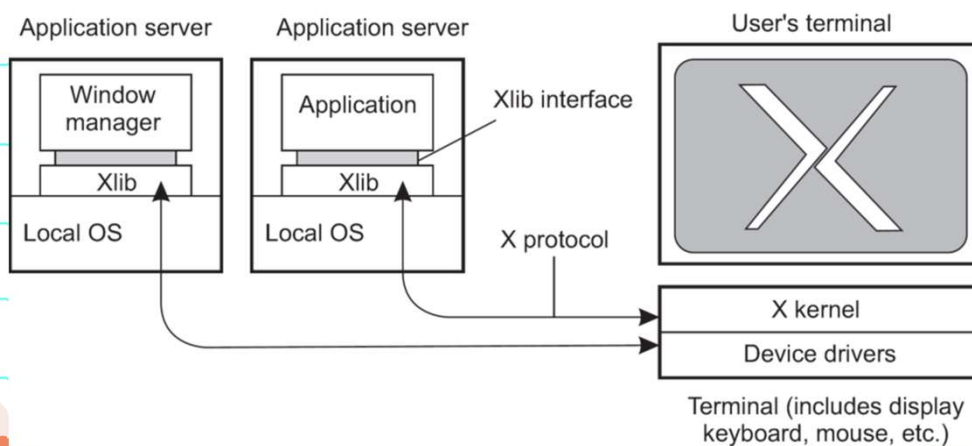 Application server
Application server
User's terminal
Window
manager
Application
Xlib interface
Xlib
Xlib
Local OS
Local OS
X protocol
X kernel
Device drivers
Terminal (includes display
keyboard, mouse, etc.)